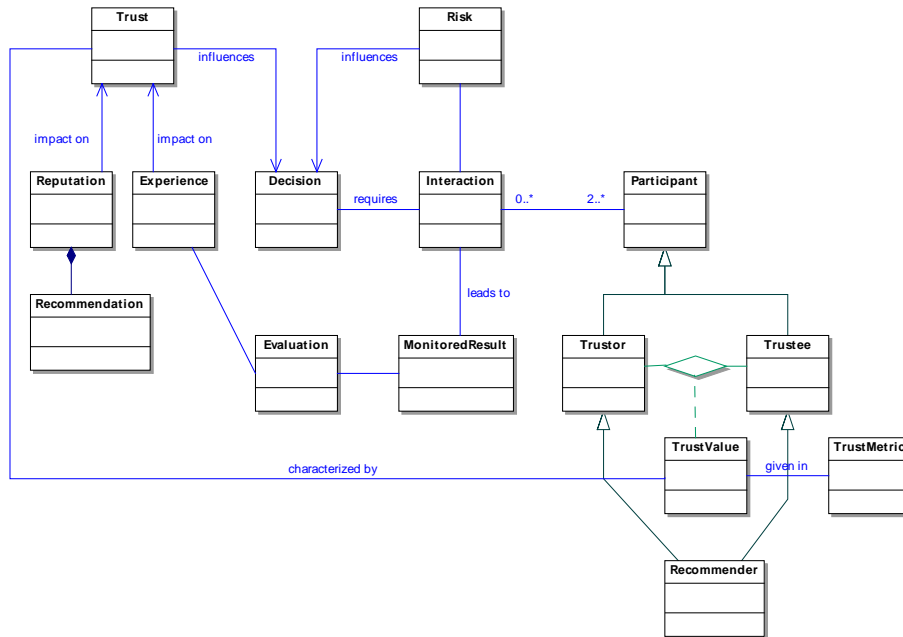 Trust
Risk
influences
influences
impact on
impact on
Reputation
Experience
Decision
Interaction
Participant
requires
0..*
2..*
Recommendation
leads to
Evaluation
MonitoredResult
Trustor
Trustee
TrustValue
TrustMetric
characterized by
given in
Recommender